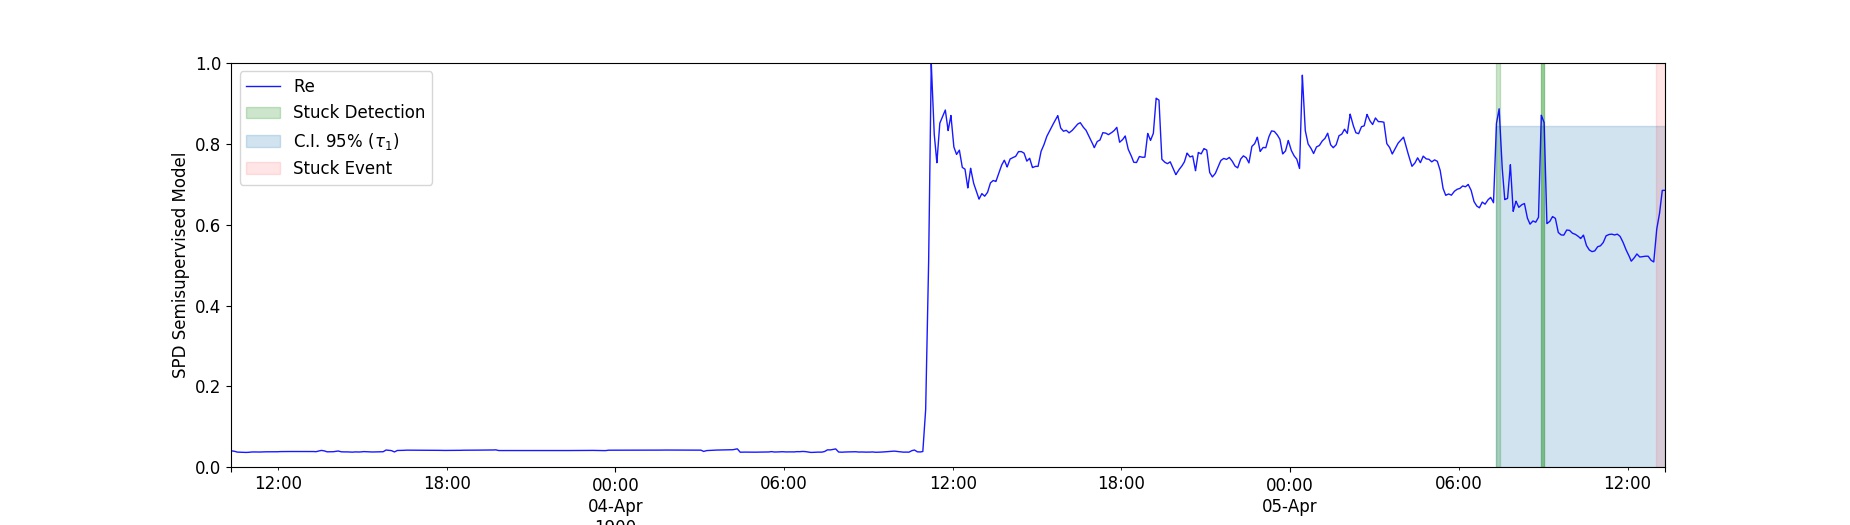 1.0
0.8
0.6
0.4
0.2
0.0
SPD Semisupervised Model
Re
Stuck Detection
C.I. 95% (τ₁)
Stuck Event
12:00 18:00 00:00 06:00 12:00 18:00 00:00 06:00 12:00
04-Apr 05-Apr
1900